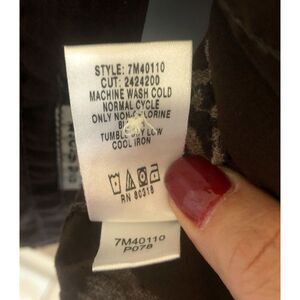 STYLE: 7M40110
CUT: 2424200
MACHINE WASH COLD
NORMAL CYCLE
ONLY NON CHLORINE
TUMBLE DRY LOW
COOL IRON
RN 80318
7M40110
P078